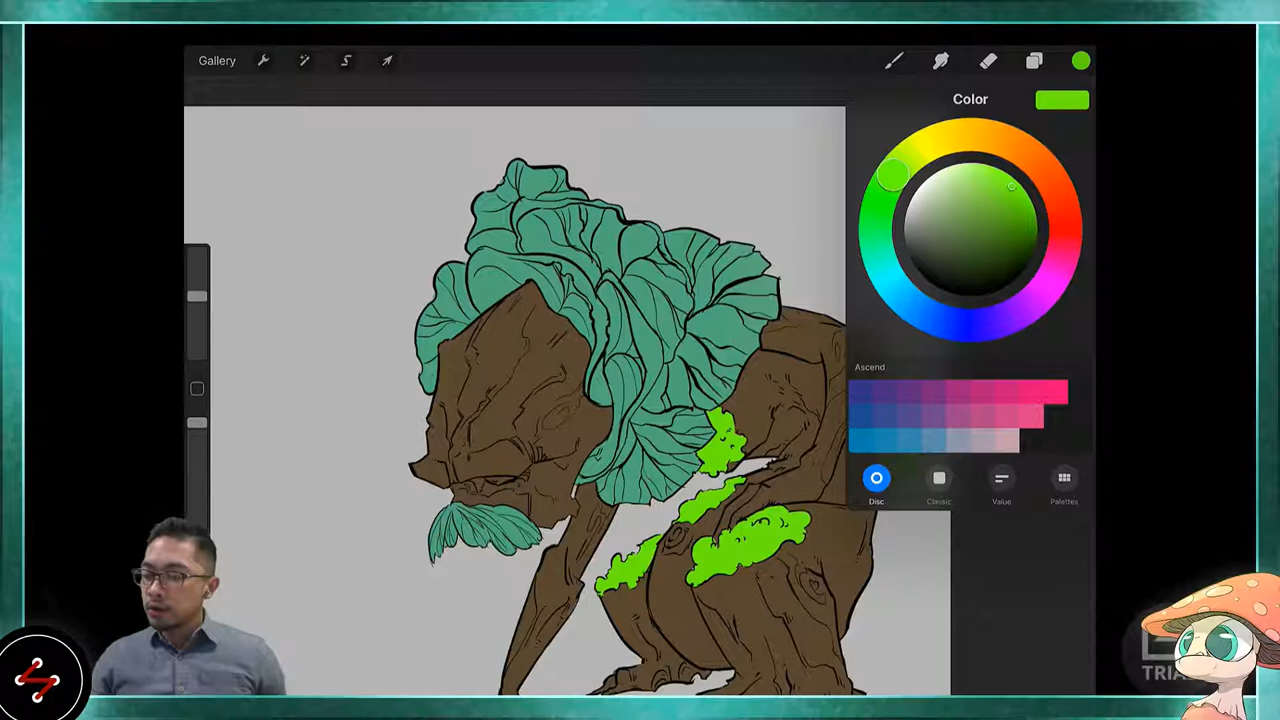 Gallery
Color
Ascend
Disc
Classic
Value
Palettes